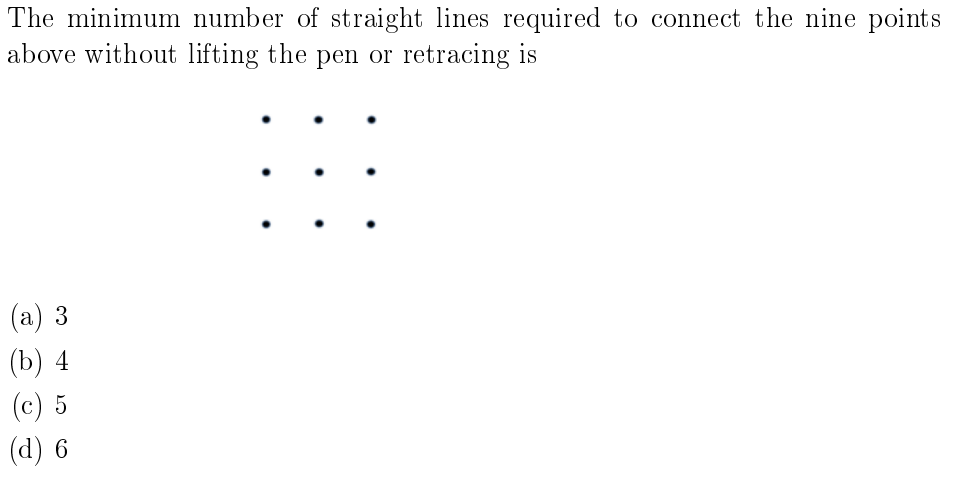 The minimum number of straight lines required to connect the nine points
above without lifting the pen or retracing is
(a) 3
(b) 4
(c) 5
(d) 6